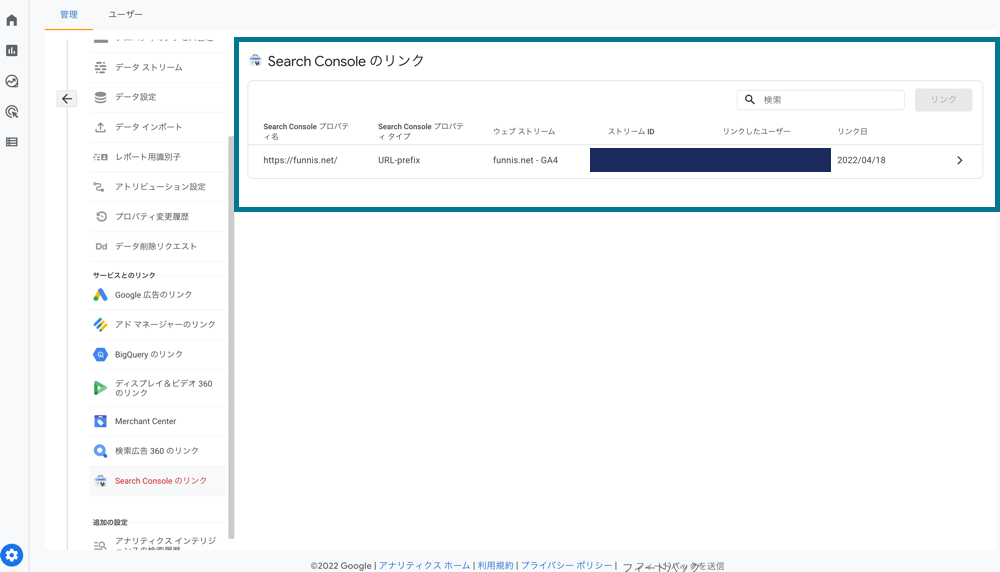 管理 ユーザー
データ ストリーム
データ設定
データ インポート
レポート用識別子
アトリビューション設定
プロパティ変更履歴
Dd データ削除リクエスト
サービスとのリンク
Google 広告のリンク
アド マネージャーのリンク
BigQuery のリンク
ディスプレイ＆ビデオ 360
のリンク
Merchant Center
検索広告 360 のリンク
Search Console のリンク
追加の設定
アナリティクス インテリジ
ェンスの検索履歴
Search Console のリンク
検索 リンク
Search Console プロパテ
ィ名
Search Console プロパテ
ィ タイプ
ウェブ ストリーム
ストリーム ID
リンクしたユーザー
リンク日
https://funnis.net/ URL-prefix funnis.net - GA4 2022/04/18
©2022 Google | アナリティクス ホーム | 利用規約 | プライバシー ポリシー | フィードバックを送信